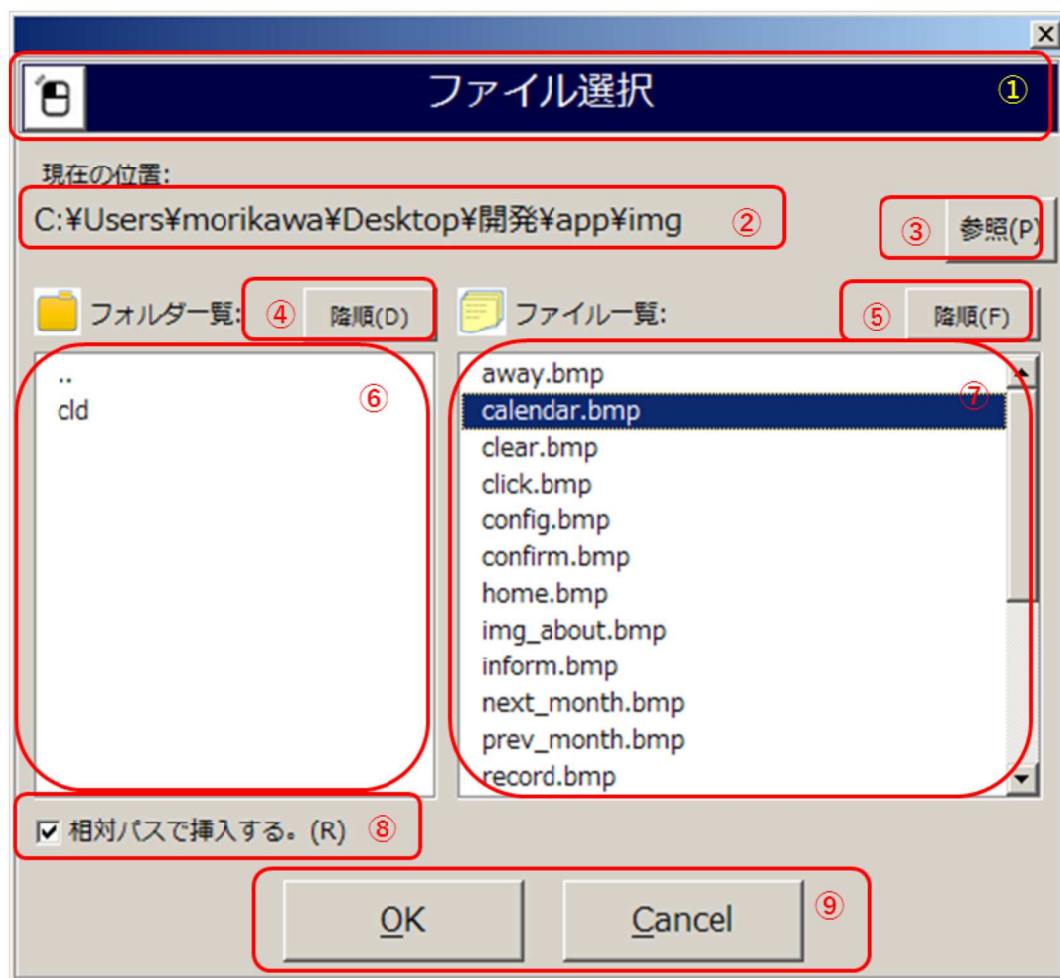 ファイル選択 ①
現在の位置:
C:¥Users¥morikawa¥Desktop¥開発¥app¥img ②
③ 参照(P)
フォルダ一覧: ④ 降順(D)
ファイル一覧: ⑤ 降順(F)
..
cld
⑥
away.bmp
calendar.bmp
⑦
clear.bmp
click.bmp
config.bmp
confirm.bmp
home.bmp
img_about.bmp
inform.bmp
next_month.bmp
prev_month.bmp
record.bmp
相対パスで挿入する。(R) ⑧
OK Cancel ⑨